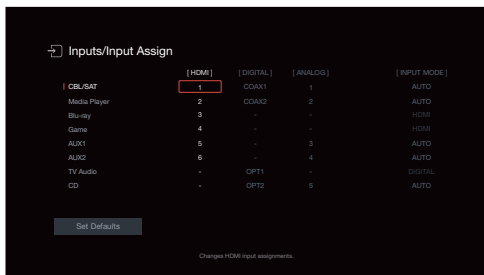 Inputs/Input Assign
[ HDMI ] [ DIGITAL ] [ ANALOG ] [ INPUT MODE ]
CBL/SAT 1 COAX1 1 AUTO
Media Player 2 COAX2 2 AUTO
Blu-ray 3 - - HDMI
Game 4 - - HDMI
AUX1 5 - 3 AUTO
AUX2 6 - 4 AUTO
TV Audio - OPT1 - DIGITAL
CD - OPT2 5 AUTO
Set Defaults
Changes HDMI input assignments.